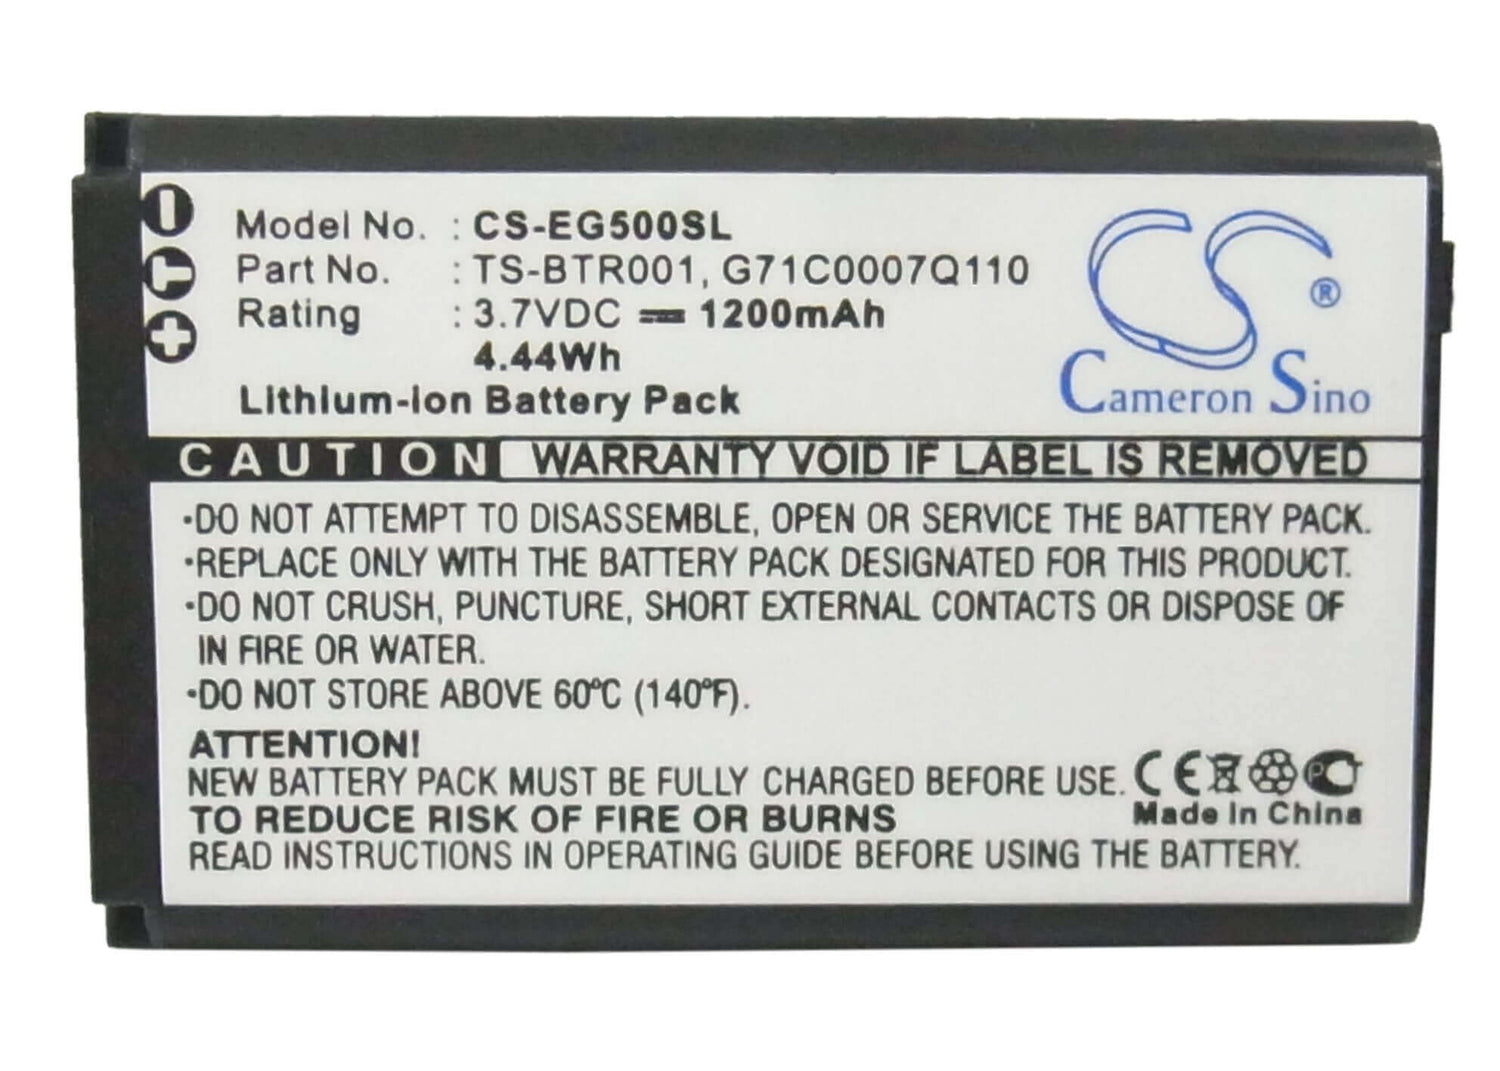 Model No. : CS-EG500SL
Part No. : TS-BTR001, G71C0007Q110
Rating : 3.7VDC 1200mAh
4.44Wh
Lithium-Ion Battery Pack
CS®
Cameron Sino
CAUTION WARRANTY VOID IF LABEL IS REMOVED
•DO NOT ATTEMPT TO DISASSEMBLE, OPEN OR SERVICE THE BATTERY PACK.
•REPLACE ONLY WITH THE BATTERY PACK DESIGNATED FOR THIS PRODUCT.
•DO NOT CRUSH, PUNCTURE, SHORT EXTERNAL CONTACTS OR DISPOSE OF
IN FIRE OR WATER.
•DO NOT STORE ABOVE 60ºC (140ºF).
ATTENTION!
NEW BATTERY PACK MUST BE FULLY CHARGED BEFORE USE. CE
Made In China
TO REDUCE RISK OF FIRE OR BURNS
READ INSTRUCTIONS IN OPERATING GUIDE BEFORE USING THE BATTERY.